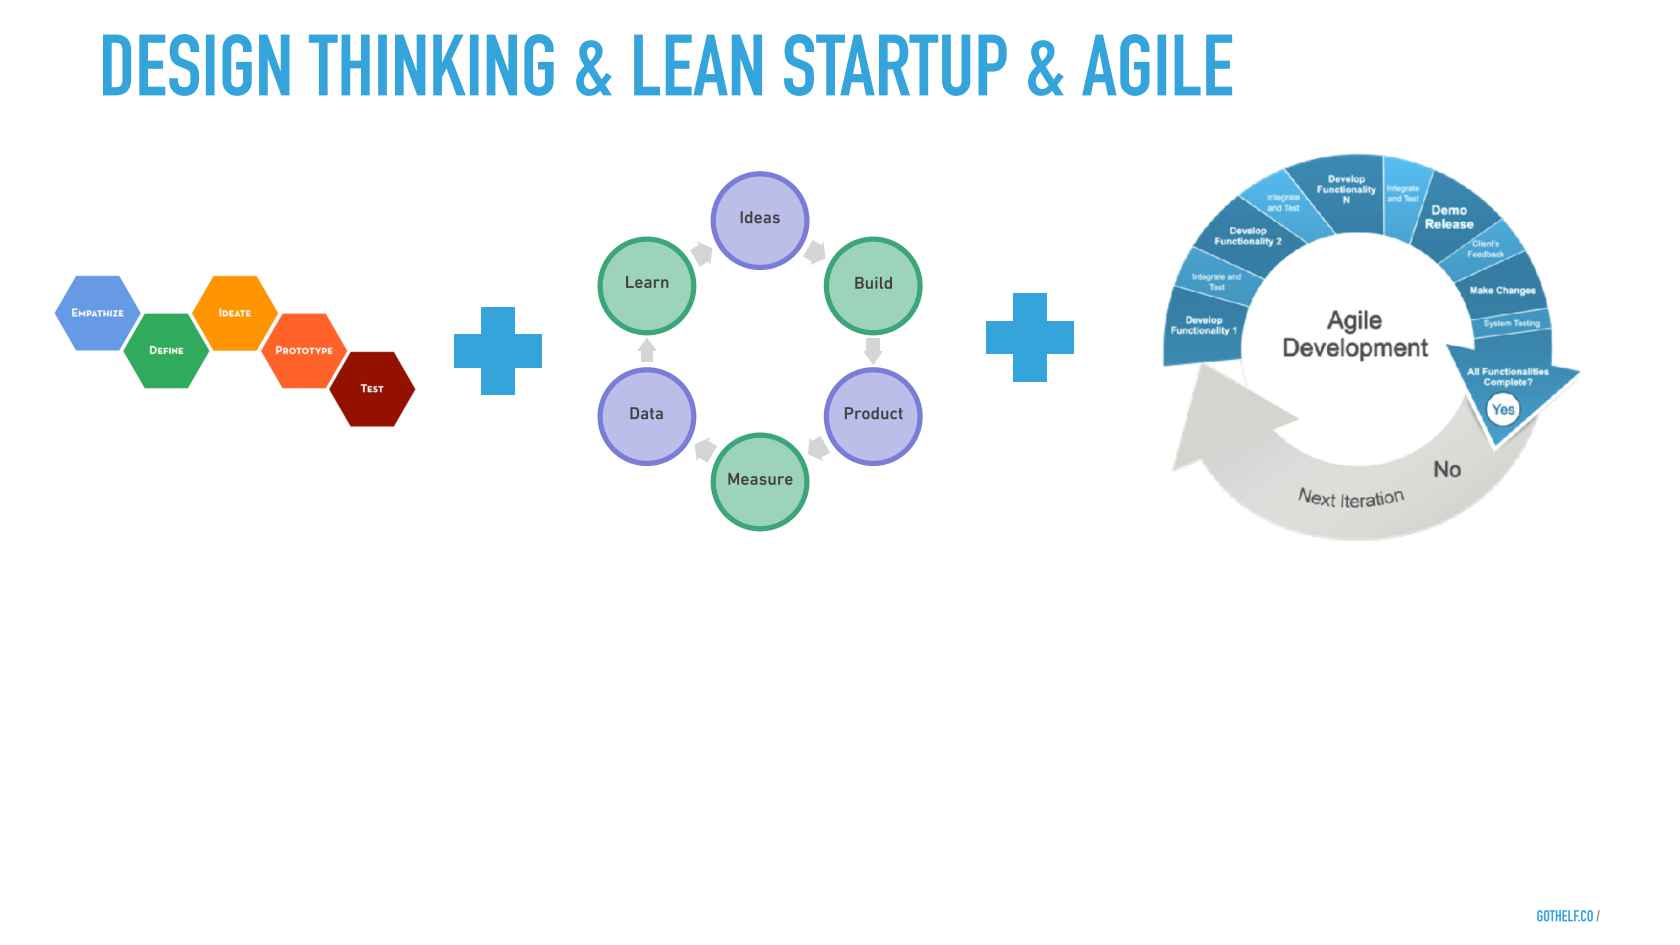 DESIGN THINKING & LEAN STARTUP & AGILE
EMPATHIZE
DEFINE
IDEATE
PROTOTYPE
TEST
Ideas
Build
Product
Measure
Data
Learn
Agile
Development
Develop
Functionality 1
Integrate and
Test
Develop
Functionality 2
Integrate
and Test
Develop
Functionality
N
Integrate
and Test
Demo
Release
Client's
Feedback
Make Changes
System Testing
All Functionalities
Complete?
Yes
No
Next Iteration
GOTHELF.CO /